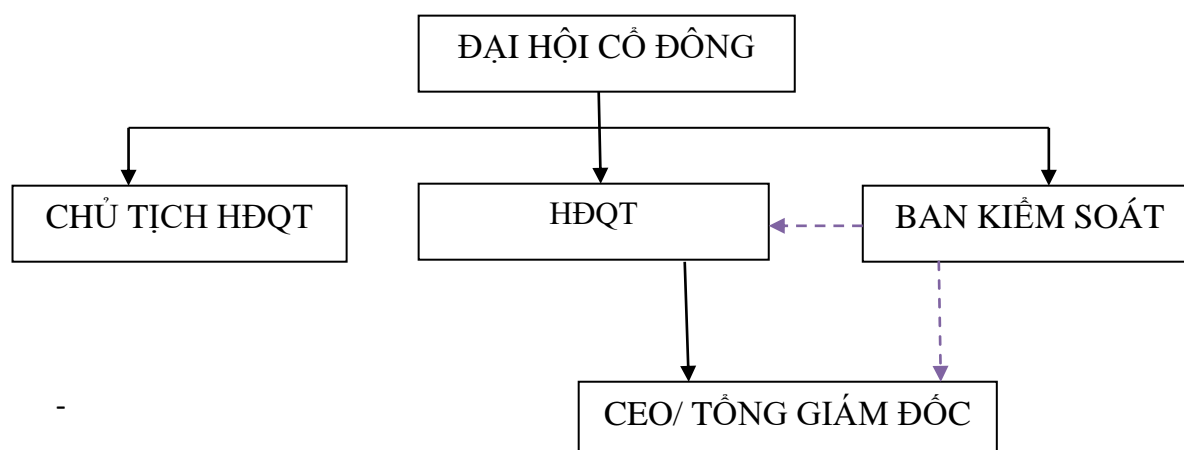 ĐẠI HỘI CỔ ĐÔNG
CHỦ TỊCH HĐQT
HĐQT
BAN KIỂM SOÁT
-
CEO/ TỔNG GIÁM ĐỐC